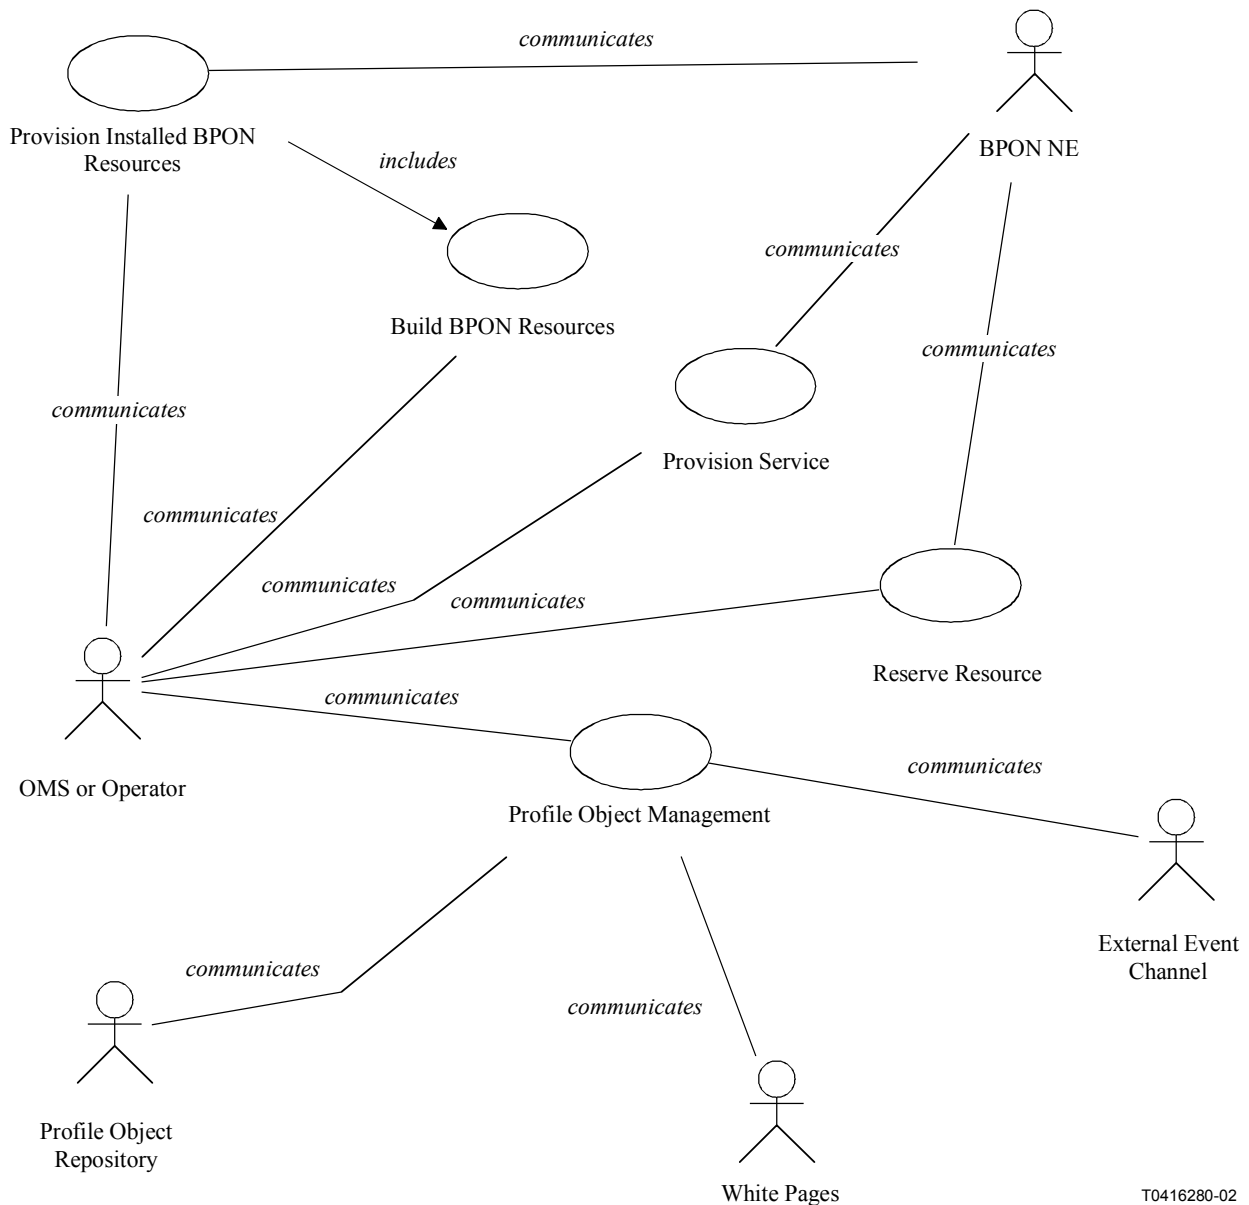 communicates
Provision Installed BPON
Resources
includes
BPON NE
communicates
Build BPON Resources
communicates
communicates
Provision Service
communicates
communicates
communicates
Reserve Resource
communicates
OMS or Operator
communicates
Profile Object Management
External Event
Channel
communicates
communicates
Profile Object
Repository
White Pages
T0416280-02